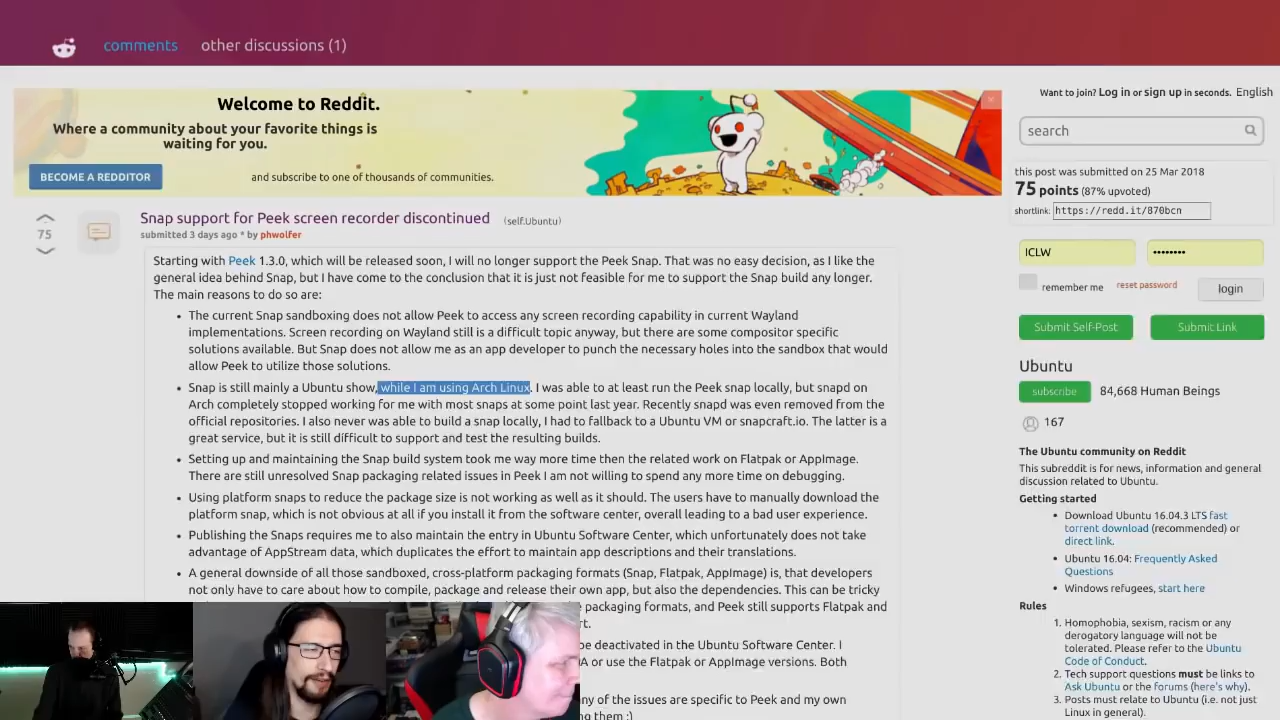 comments
other discussions (1)
Welcome to Reddit.
Where a community about your favorite things is
waiting for you.
BECOME A REDDITOR
and subscribe to one of thousands of communities.
×
Want to join? Log in or sign up in seconds. English
search
this post was submitted on 25 Mar 2018
75 points (87% upvoted)
shortlink: https://redd.it/870bcn
ICLW
••••••••
remember me
reset password
login
Submit Self-Post
Submit Link
Ubuntu
subscribe
84,668 Human Beings
167
The Ubuntu community on Reddit
This subreddit is for news, information and general
discussion related to Ubuntu.
Getting started
• Download Ubuntu 16.04.3 LTS fast
torrent download (recommended) or
direct link.
• Ubuntu 16.04: Frequently Asked
Questions
• Windows refugees, start here
Rules
1. Homophobia, sexism, racism or any
derogatory language will not be
tolerated. Please refer to the Ubuntu
Code of Conduct.
2. Tech support questions must be links to
Ask Ubuntu or the forums (here's why).
3. Posts must relate to Ubuntu (i.e. not just
Linux in general).
75
Snap support for Peek screen recorder discontinued (self.Ubuntu)
submitted 3 days ago * by phwolfer
Starting with Peek 1.3.0, which will be released soon, I will no longer support the Peek Snap. That was no easy decision, as I like the
general idea behind Snap, but I have come to the conclusion that it is just not feasible for me to support the Snap build any longer.
The main reasons to do so are:
• The current Snap sandboxing does not allow Peek to access any screen recording capability in current Wayland
implementations. Screen recording on Wayland still is a difficult topic anyway, but there are some compositor specific
solutions available. But Snap does not allow me as an app developer to punch the necessary holes into the sandbox that would
allow Peek to utilize those solutions.
• Snap is still mainly a Ubuntu show, while I am using Arch Linux. I was able to at least run the Peek snap locally, but snapd on
Arch completely stopped working for me with most snaps at some point last year. Recently snapd was even removed from the
official repositories. I also never was able to build a snap locally, I had to fallback to a Ubuntu VM or snapcraft.io. The latter is a
great service, but it is still difficult to support and test the resulting builds.
• Setting up and maintaining the Snap build system took me way more time then the related work on Flatpak or AppImage.
There are still unresolved Snap packaging related issues in Peek I am not willing to spend any more time on debugging.
• Using platform snaps to reduce the package size is not working as well as it should. The users have to manually download the
platform snap, which is not obvious at all if you install it from the software center, overall leading to a bad user experience.
• Publishing the Snaps requires me to also maintain the entry in Ubuntu Software Center, which unfortunately does not take
advantage of AppStream data, which duplicates the effort to maintain app descriptions and their translations.
• A general downside of all those sandboxed, cross-platform packaging formats (Snap, Flatpak, AppImage) is, that developers
not only have to care about how to compile, package and release their own app, but also the dependencies. This can be tricky
packaging formats, and Peek still supports Flatpak and
be deactivated in the Ubuntu Software Center. I
or use the Flatpak or AppImage versions. Both
of the issues are specific to Peek and my own
them ;)